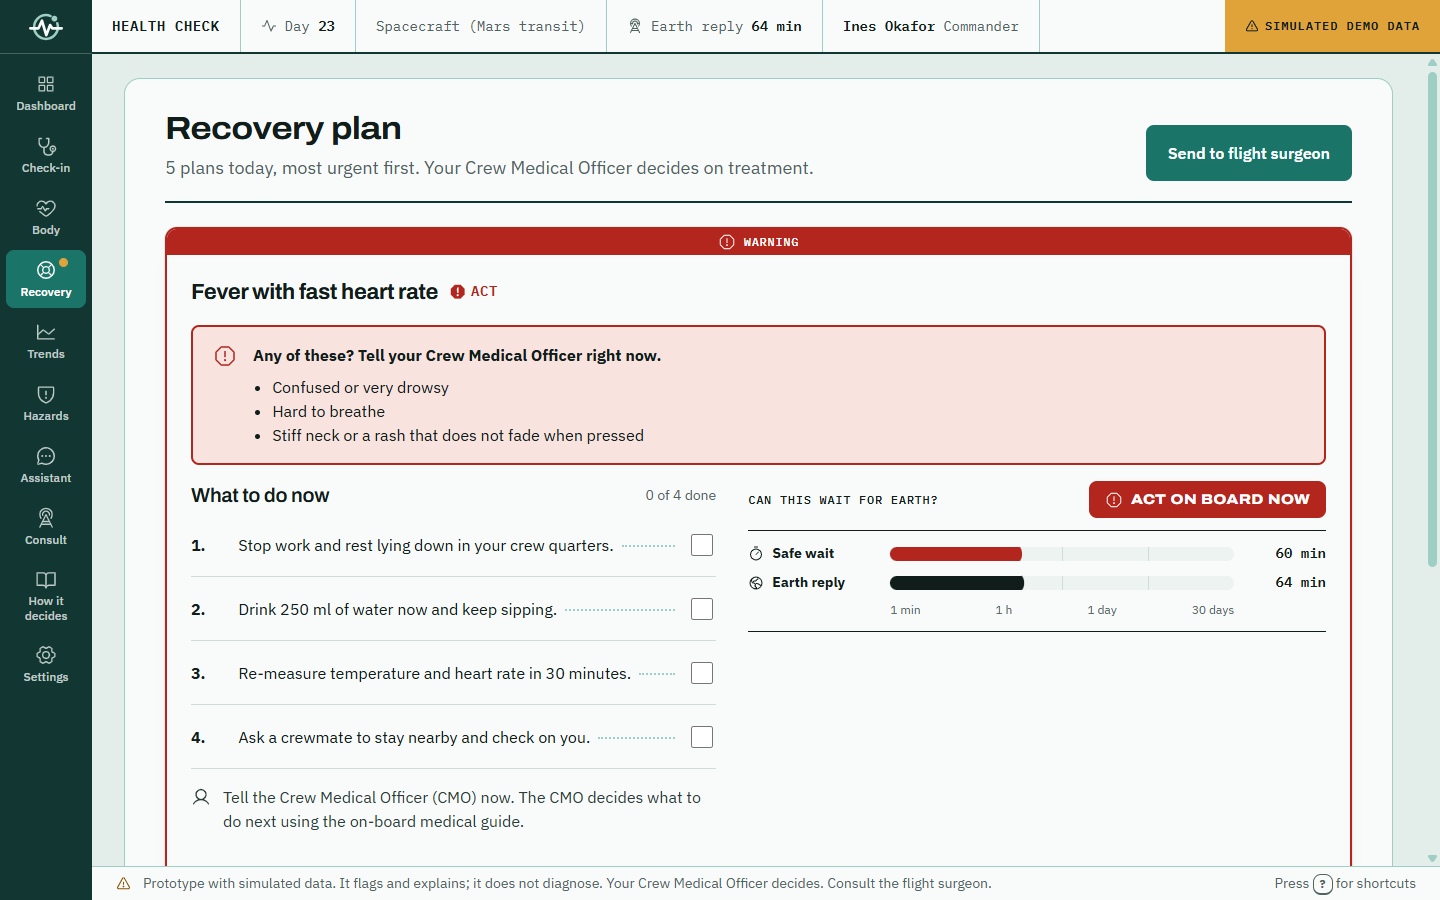 HEALTH CHECK
Day 23
Spacecraft (Mars transit)
Earth reply 64 min
Ines Okafor Commander
SIMULATED DEMO DATA
Dashboard
Check-in
Body
Recovery
Trends
Hazards
Assistant
Consult
How it
decides
Settings
Recovery plan
5 plans today, most urgent first. Your Crew Medical Officer decides on treatment.
Send to flight surgeon
WARNING
Fever with fast heart rate ACT
Any of these? Tell your Crew Medical Officer right now.
• Confused or very drowsy
• Hard to breathe
• Stiff neck or a rash that does not fade when pressed
What to do now 0 of 4 done
1. Stop work and rest lying down in your crew quarters.
2. Drink 250 ml of water now and keep sipping.
3. Re-measure temperature and heart rate in 30 minutes.
4. Ask a crewmate to stay nearby and check on you.
Tell the Crew Medical Officer (CMO) now. The CMO decides what to
do next using the on-board medical guide.
CAN THIS WAIT FOR EARTH? ACT ON BOARD NOW
Safe wait 60 min
Earth reply 64 min
1 min 1 h 1 day 30 days
Prototype with simulated data. It flags and explains; it does not diagnose. Your Crew Medical Officer decides. Consult the flight surgeon.
Press ? for shortcuts